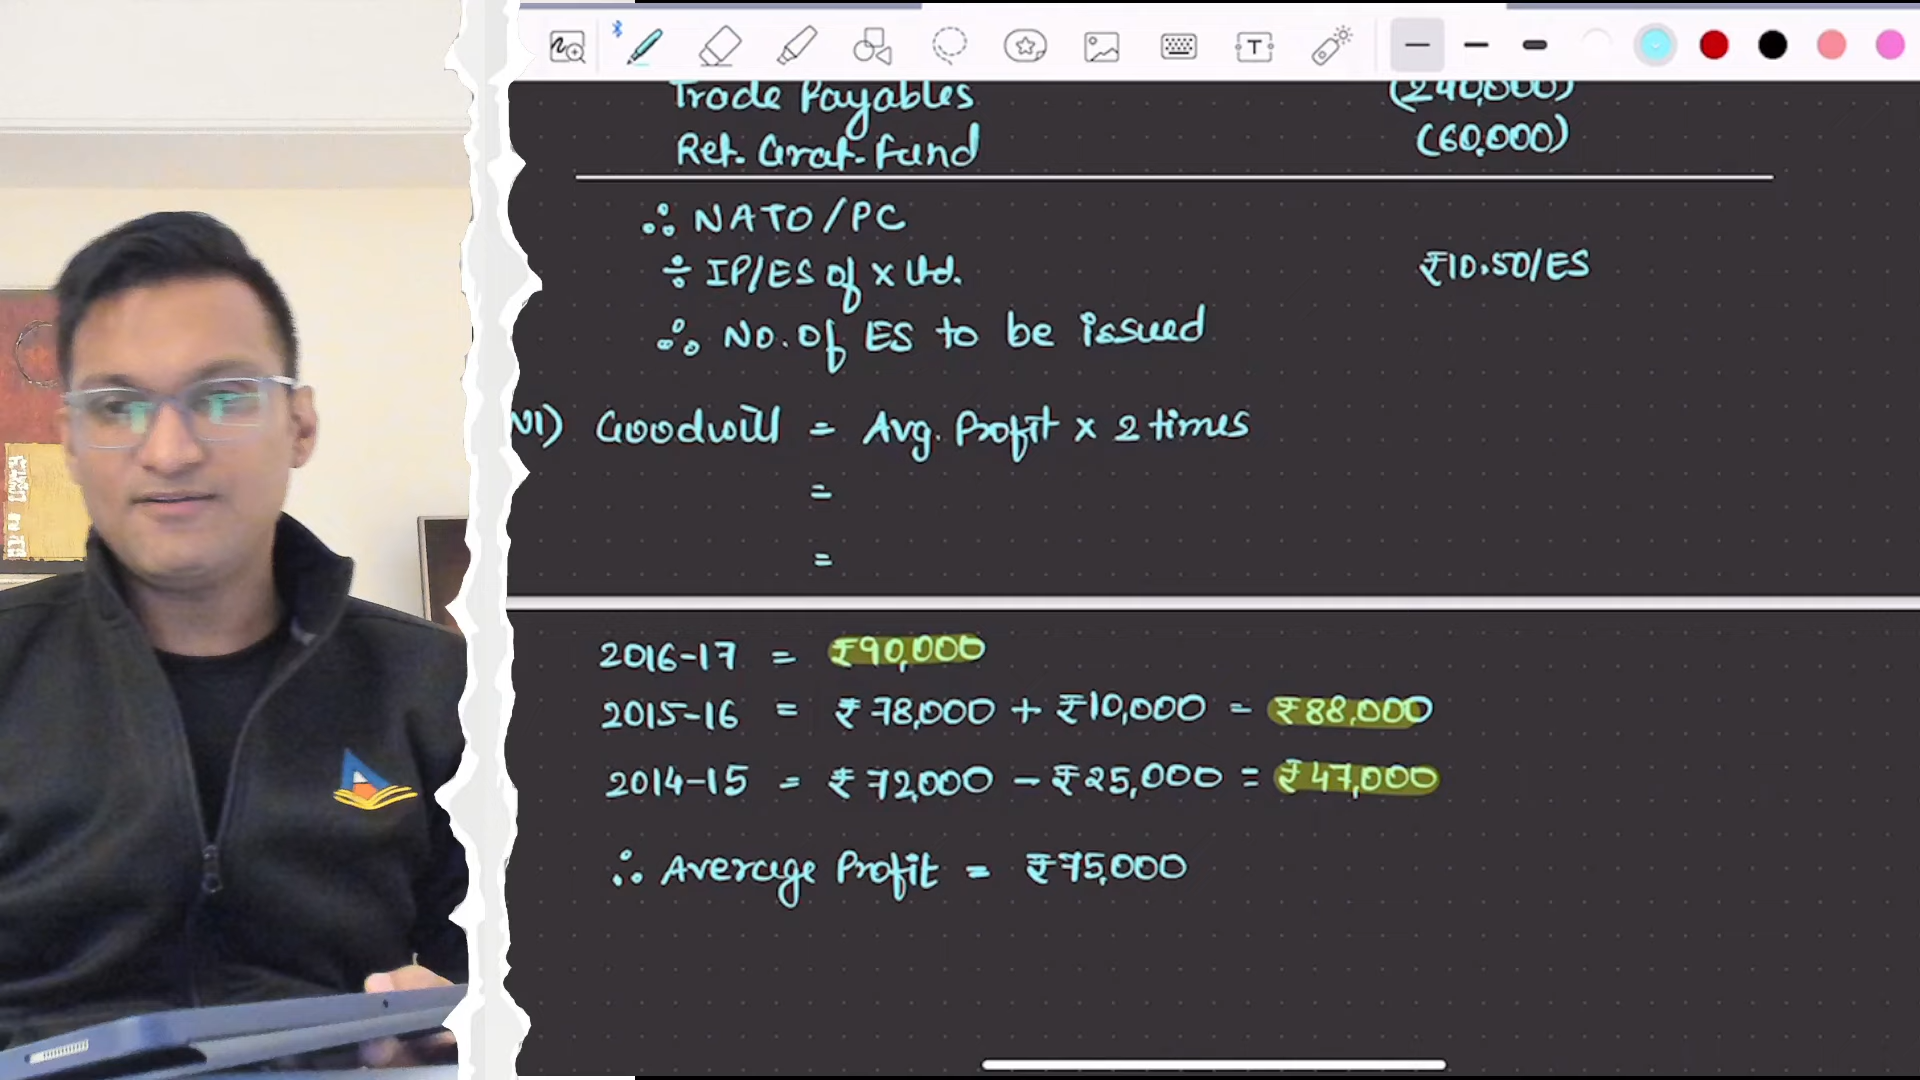 T
Trade Payables (240,000)
Ret. Grat. Fund (60,000)
∴ NATO/PC
÷ IP/ES of X Ltd. ₹10.50/ES
∴ No. of ES to be issued
Goodwill = Avg. Profit x 2 times
=
=
2016-17 = ₹90,000
2015-16 = ₹78,000 + ₹10,000 = ₹88,000
2014-15 = ₹72,000 - ₹25,000 = ₹47,000
∴ Average Profit = ₹75,000